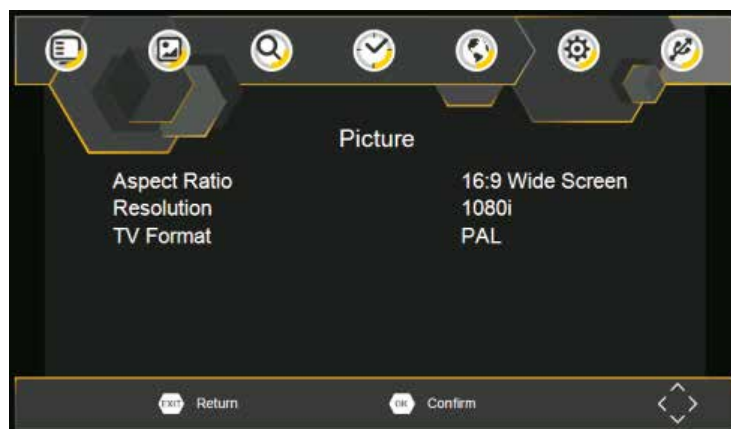 Picture
Aspect Ratio 16:9 Wide Screen
Resolution 1080i
TV Format PAL
EXIT Return OK Confirm